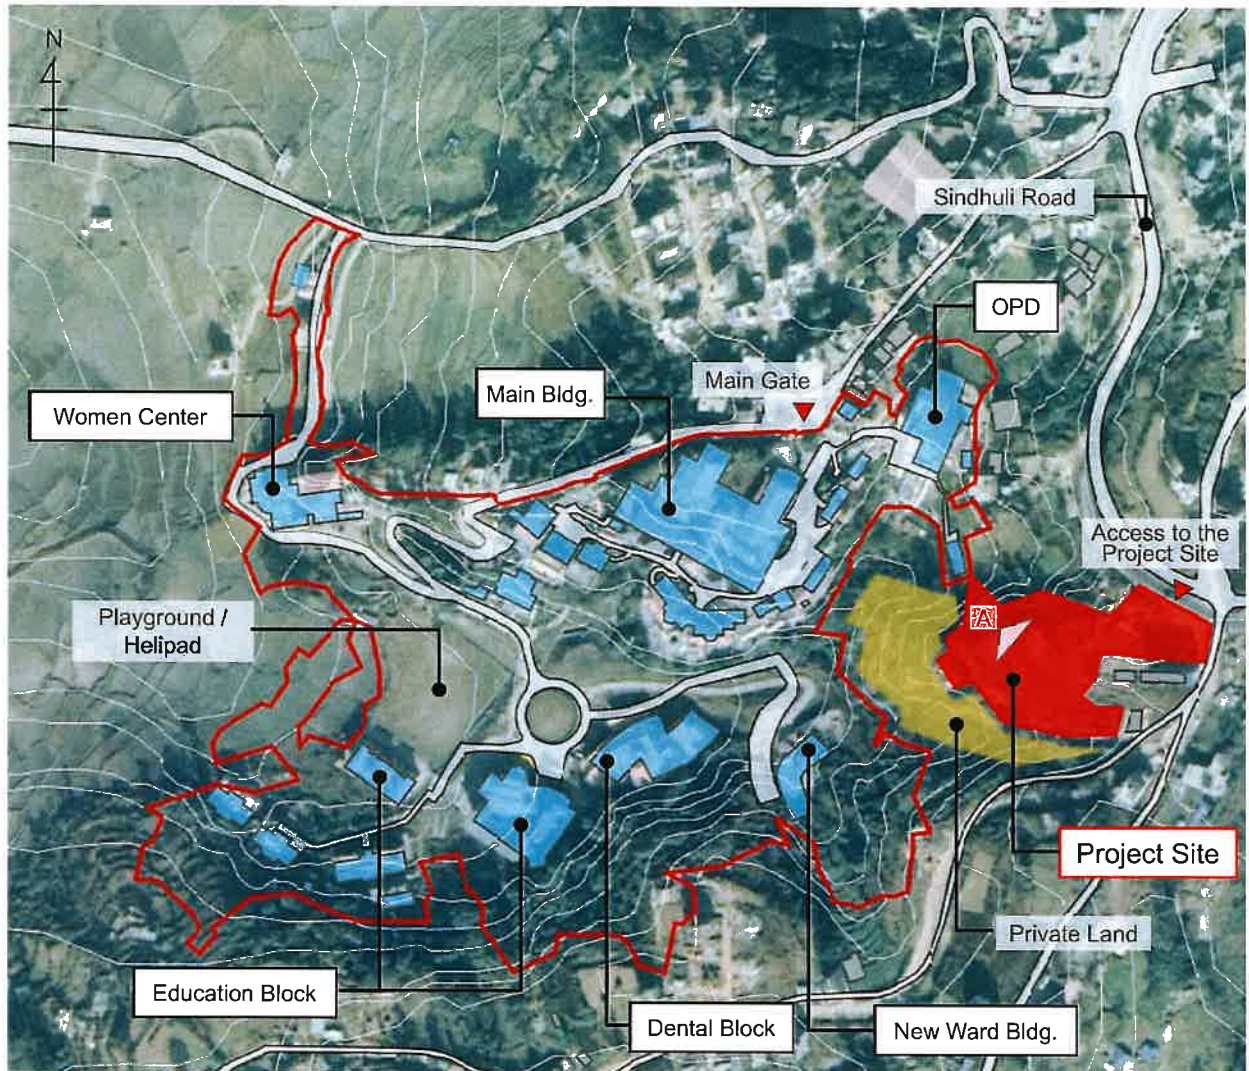 N
Sindhuli Road
OPD
Main Gate
Main Bldg.
Women Center
Access to the
Project Site
Playground /
Helipad
A
Project Site
Private Land
Education Block
Dental Block
New Ward Bldg.